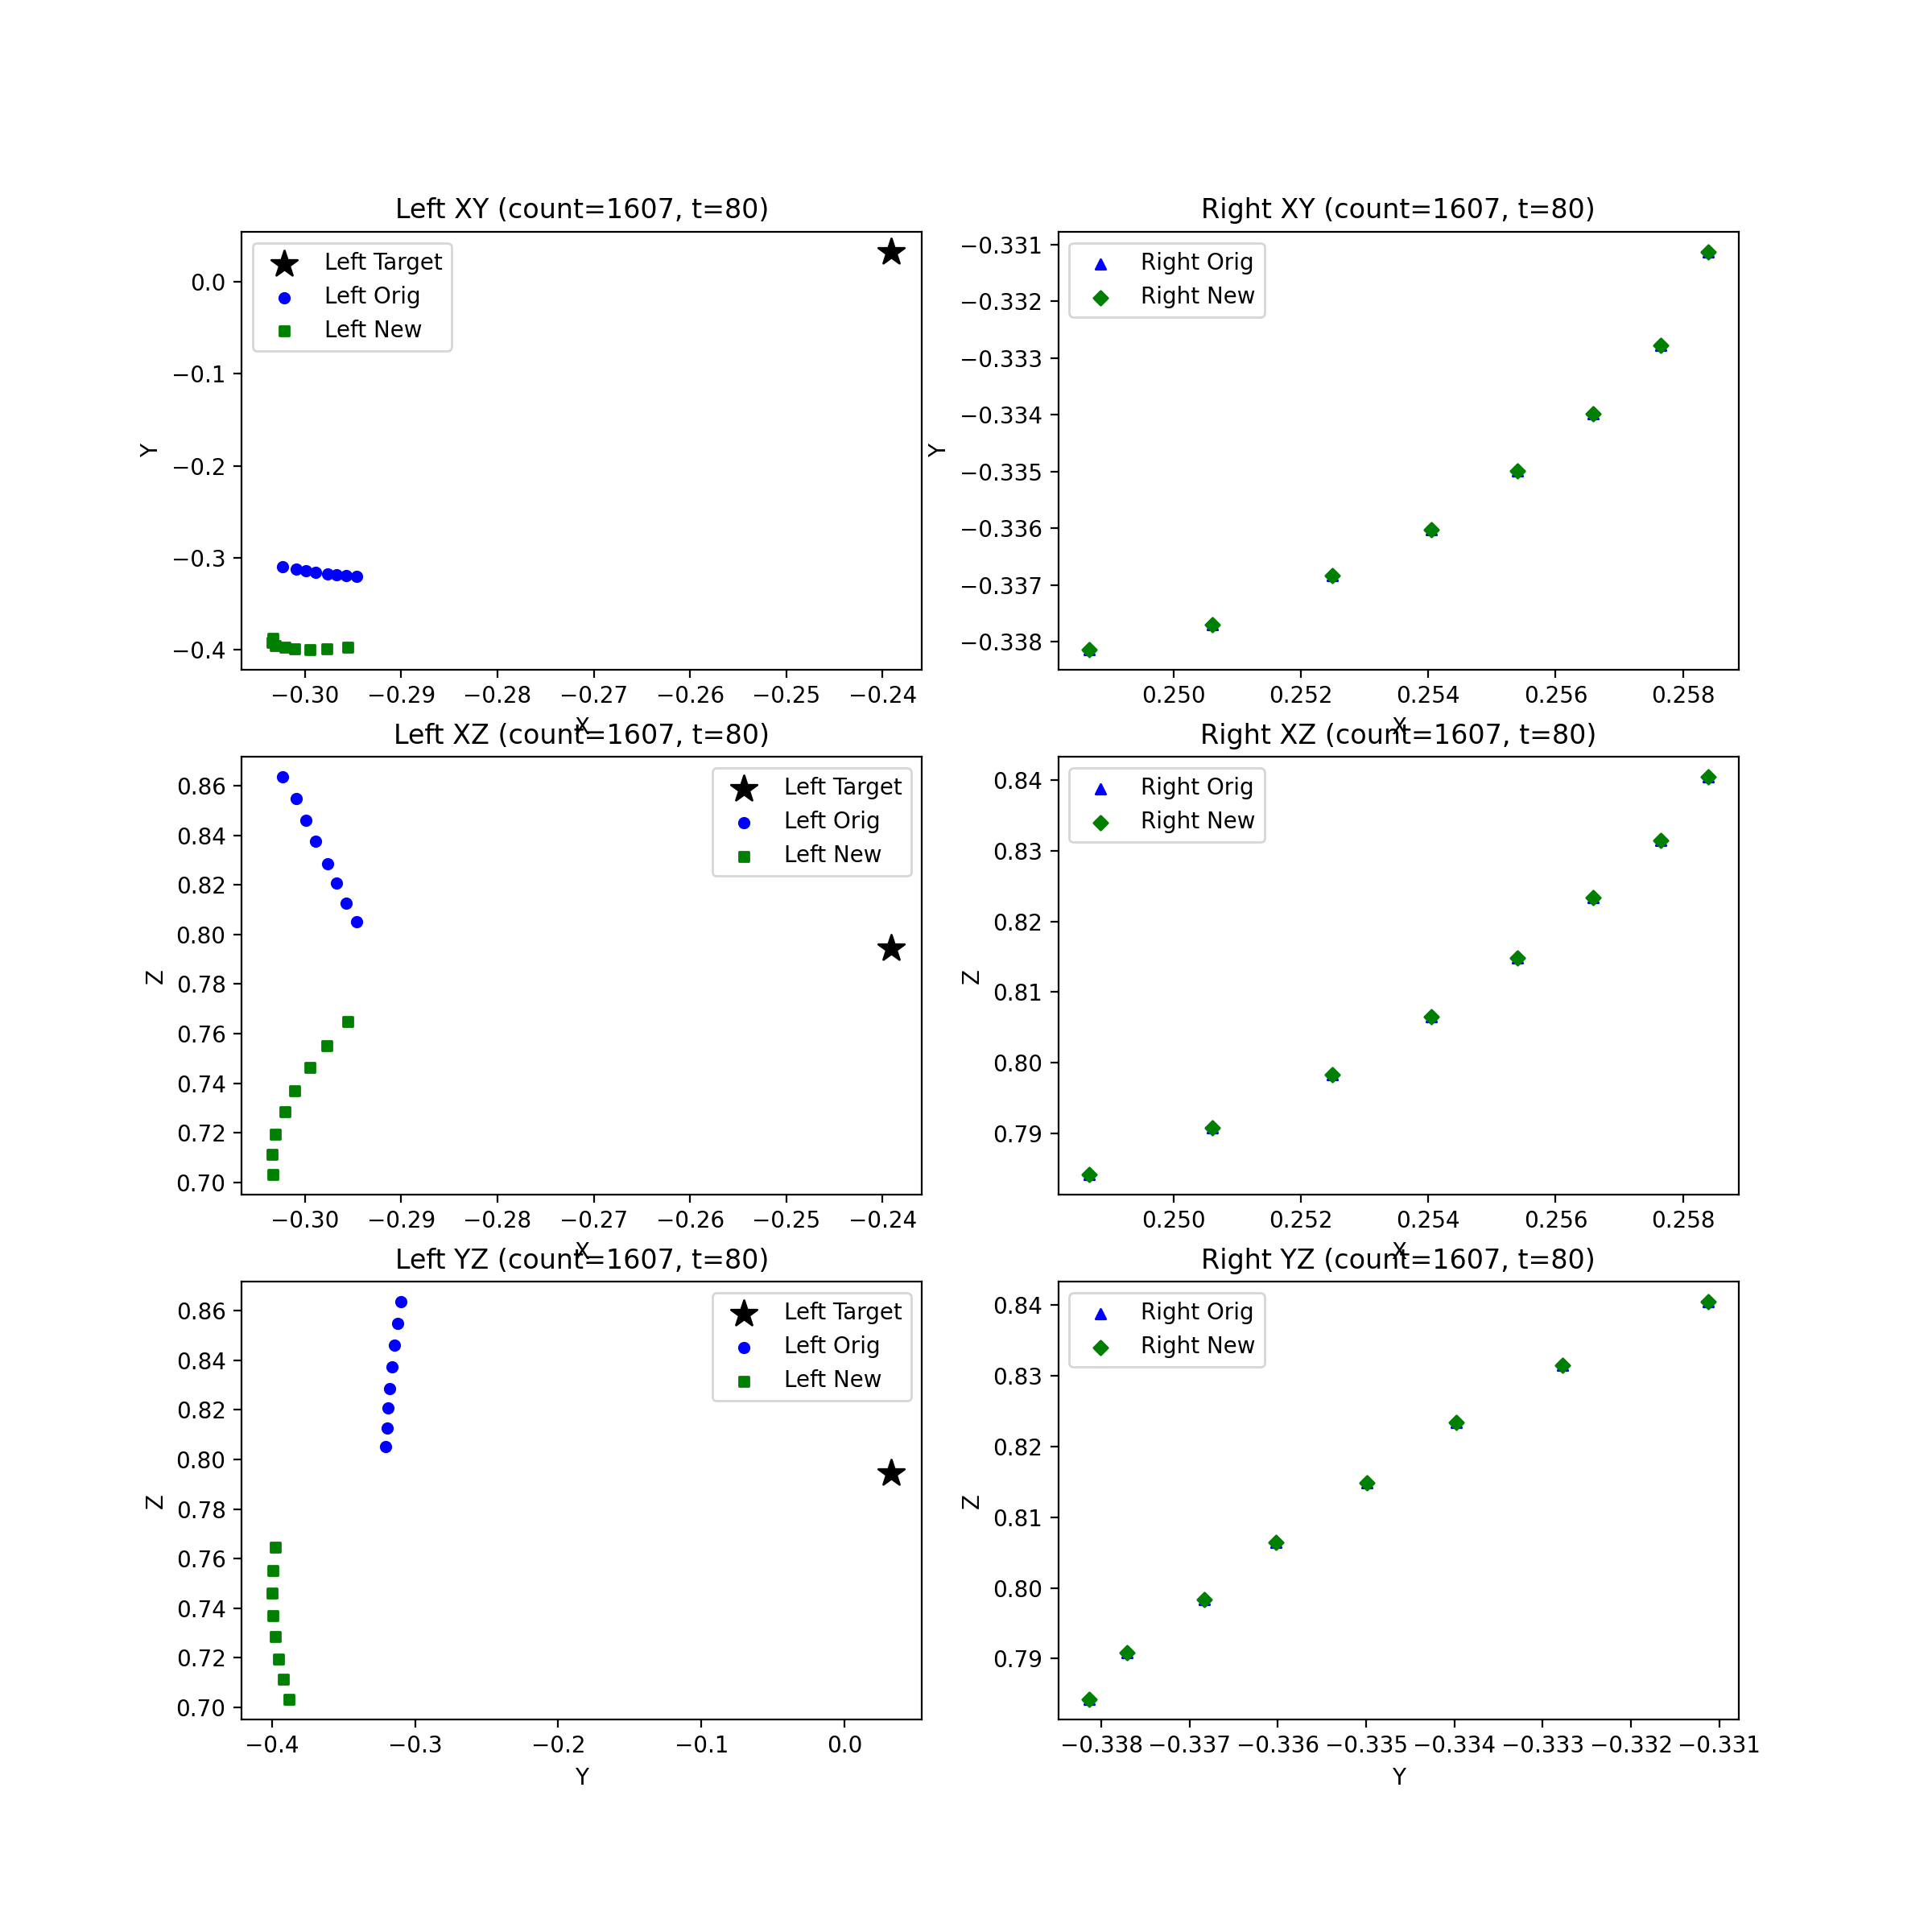 Left XY (count=1607, t=80)
Left Target
Left Orig
Left New
0.0
−0.1
−0.2
−0.3
−0.4
Y
−0.30
−0.29
−0.28
−0.27
−0.26
−0.25
−0.24
X
Right XY (count=1607, t=80)
Right Orig
Right New
−0.331
−0.332
−0.333
−0.334
−0.335
−0.336
−0.337
−0.338
Y
0.250
0.252
0.254
0.256
0.258
X
Left XZ (count=1607, t=80)
Left Target
Left Orig
Left New
0.86
0.84
0.82
0.80
0.78
0.76
0.74
0.72
0.70
Z
−0.30
−0.29
−0.28
−0.27
−0.26
−0.25
−0.24
X
Right XZ (count=1607, t=80)
Right Orig
Right New
0.84
0.83
0.82
0.81
0.80
0.79
Z
0.250
0.252
0.254
0.256
0.258
X
Left YZ (count=1607, t=80)
Left Target
Left Orig
Left New
0.86
0.84
0.82
0.80
0.78
0.76
0.74
0.72
0.70
Z
−0.4
−0.3
−0.2
−0.1
0.0
Y
Right YZ (count=1607, t=80)
Right Orig
Right New
0.84
0.83
0.82
0.81
0.80
0.79
Z
−0.338
−0.337
−0.336
−0.335
−0.334
−0.333
−0.332
−0.331
Y